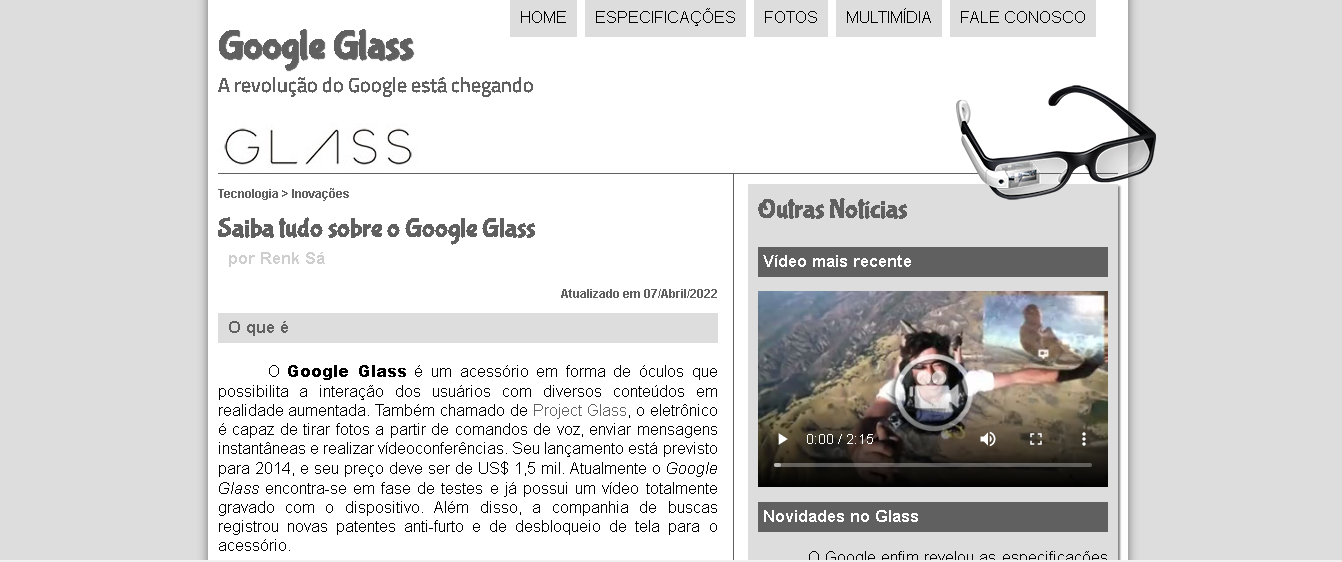 HOME ESPECIFICAÇÕES FOTOS MULTIMÍDIA FALE CONOSCO
Google Glass
A revolução do Google está chegando
GLASS
Tecnologia > Inovações
Saiba tudo sobre o Google Glass
por Renk Sá
Atualizado em 07/Abril/2022
O que é
O Google Glass é um acessório em forma de óculos que
possibilita a interação dos usuários com diversos conteúdos em
realidade aumentada. Também chamado de Project Glass, o eletrônico
é capaz de tirar fotos a partir de comandos de voz, enviar mensagens
instantâneas e realizar vídeoconferências. Seu lançamento está previsto
para 2014, e seu preço deve ser de US$ 1,5 mil. Atualmente o Google
Glass encontra-se em fase de testes e já possui um vídeo totalmente
gravado com o dispositivo. Além disso, a companhia de buscas
registrou novas patentes anti-furto e de desbloqueio de tela para o
acessório.
Outras Notícias
Vídeo mais recente
0:00 / 2:15
Novidades no Glass
O Google enfim revelou as especificações